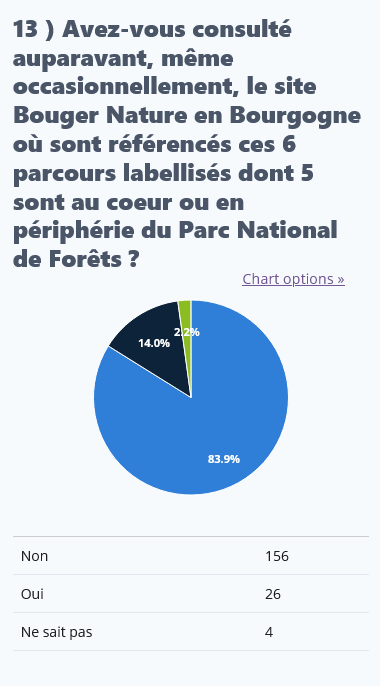 13 ) Avez-vous consulté
auparavant, même
occasionnellement, le site
Bouger Nature en Bourgogne
où sont référencés ces 6
parcours labellisés dont 5
sont au coeur ou en
périphérie du Parc National
de Forêts ?
Chart options »
2.2%
14.0%
83.9%
Non 156
Oui 26
Ne sait pas 4